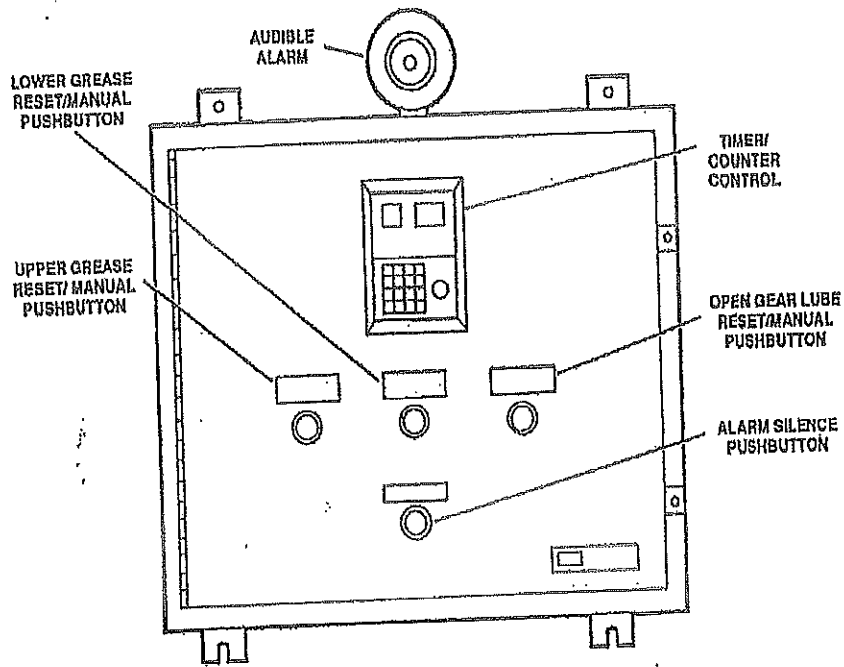 AUDIBLE
ALARM
LOWER GREASE
RESET/MANUAL
PUSHBUTTON
TIMER/
COUNTER
CONTROL
UPPER GREASE
RESET/ MANUAL
PUSHBUTTON
OPEN GEAR LUBE
RESET/MANUAL
PUSHBUTTON
ALARM SILENCE
PUSHBUTTON